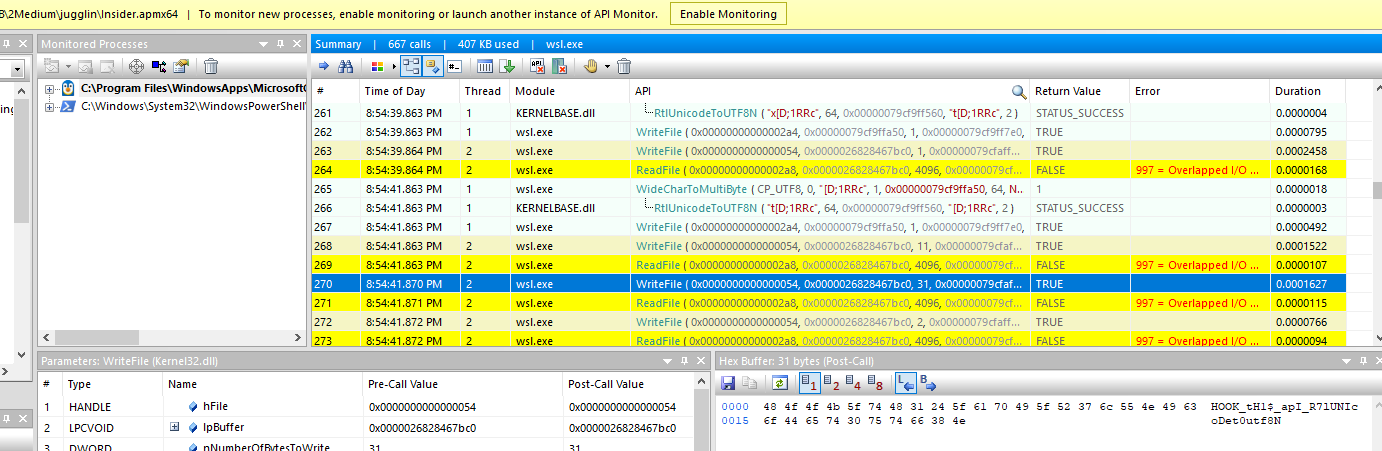 8\2Medium\jugglin\Insider.apmx64 | To monitor new processes, enable monitoring or launch another instance of API Monitor. Enable Monitoring
Monitored Processes
C:\Program Files\WindowsApps\MicrosoftC
C:\Windows\System32\WindowsPowerShell\
Summary | 667 calls | 407 KB used | wsl.exe
# Time of Day Thread Module API Return Value Error Duration
261 8:54:39.863 PM 1 KERNELBASE.dll RtlUnicodeToUTF8N ( "x[D;1RRc", 64, 0x00000079cf9ff560, "t[D;1RRc", 2 ) STATUS_SUCCESS 0.0000004
262 8:54:39.863 PM 1 wsl.exe WriteFile ( 0x00000000000002a4, 0x00000079cf9ffa50, 1, 0x00000079cf9ff7e0, TRUE 0.0000795
263 8:54:39.864 PM 2 wsl.exe WriteFile ( 0x0000000000000054, 0x0000026828467bc0, 1, 0x00000079cfaff... TRUE 0.0002458
264 8:54:39.864 PM 2 wsl.exe ReadFile ( 0x00000000000002a8, 0x0000026828467bc0, 4096, 0x00000079cf... FALSE 997 = Overlapped I/O ... 0.0000168
265 8:54:41.863 PM 1 wsl.exe WideCharToMultiByte ( CP_UTF8, 0, "[D;1RRc", 1, 0x00000079cf9ffa50, 64, N... 1 0.0000018
266 8:54:41.863 PM 1 KERNELBASE.dll RtlUnicodeToUTF8N ( "t[D;1RRc", 64, 0x00000079cf9ff560, "[D;1RRc", 2 ) STATUS_SUCCESS 0.0000003
267 8:54:41.863 PM 1 wsl.exe WriteFile ( 0x00000000000002a4, 0x00000079cf9ffa50, 1, 0x00000079cf9ff7e0, TRUE 0.0000492
268 8:54:41.863 PM 2 wsl.exe WriteFile ( 0x0000000000000054, 0x0000026828467bc0, 11, 0x00000079cfa... TRUE 0.0001522
269 8:54:41.863 PM 2 wsl.exe ReadFile ( 0x00000000000002a8, 0x0000026828467bc0, 4096, 0x00000079cf... FALSE 997 = Overlapped I/O ... 0.0000107
270 8:54:41.870 PM 2 wsl.exe WriteFile ( 0x0000000000000054, 0x0000026828467bc0, 31, 0x00000079cfaf... TRUE 0.0001627
271 8:54:41.870 PM 2 wsl.exe ReadFile ( 0x00000000000002a8, 0x0000026828467bc0, 4096, 0x00000079cf... FALSE 997 = Overlapped I/O ... 0.0000115
272 8:54:41.872 PM 2 wsl.exe WriteFile ( 0x0000000000000054, 0x0000026828467bc0, 2, 0x00000079cfaff... TRUE 0.0000766
273 8:54:41.872 PM 2 wsl.exe ReadFile ( 0x00000000000002a8, 0x0000026828467bc0, 4096, 0x00000079cf... FALSE 997 = Overlapped I/O ... 0.0000094
Parameters: WriteFile (Kernel32.dll)
# Type Name Pre-Call Value Post-Call Value
1 HANDLE hFile 0x0000000000000054 0x0000000000000054
2 LPCVOID lpBuffer 0x0000026828467bc0 0x0000026828467bc0
3 DWORD nNumberOfBytesToWrite 31 31
Hex Buffer: 31 bytes (Post-Call)
1 2 4 8 L B
0000 48 4f 4f 4b 5f 74 48 31 24 5f 61 70 49 5f 52 37 6c 55 4e 49 63 HOOK_tH1$_apI_R7lUNIc
0015 6f 44 65 74 30 75 74 66 38 4e oDet0utf8N